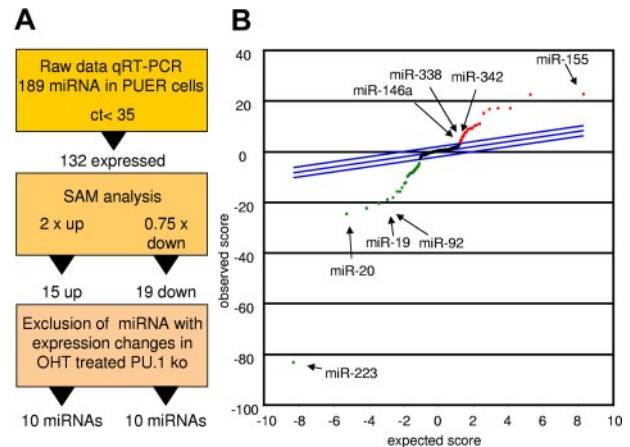 A
Raw data qRT-PCR
189 miRNA in PUER cells
ct< 35
132 expressed
SAM analysis
2 x up 0.75 x
down
15 up 19 down
Exclusion of miRNA with
expression changes in
OHT treated PU.1 ko
10 miRNAs 10 miRNAs
B
40
20
0
-20
-40
-60
-80
-100
observed score
miR-155
miR-338
miR-342
miR-146a
miR-19
miR-92
miR-20
miR-223
-10 -8 -6 -4 -2 0 2 4 6 8 10
expected score